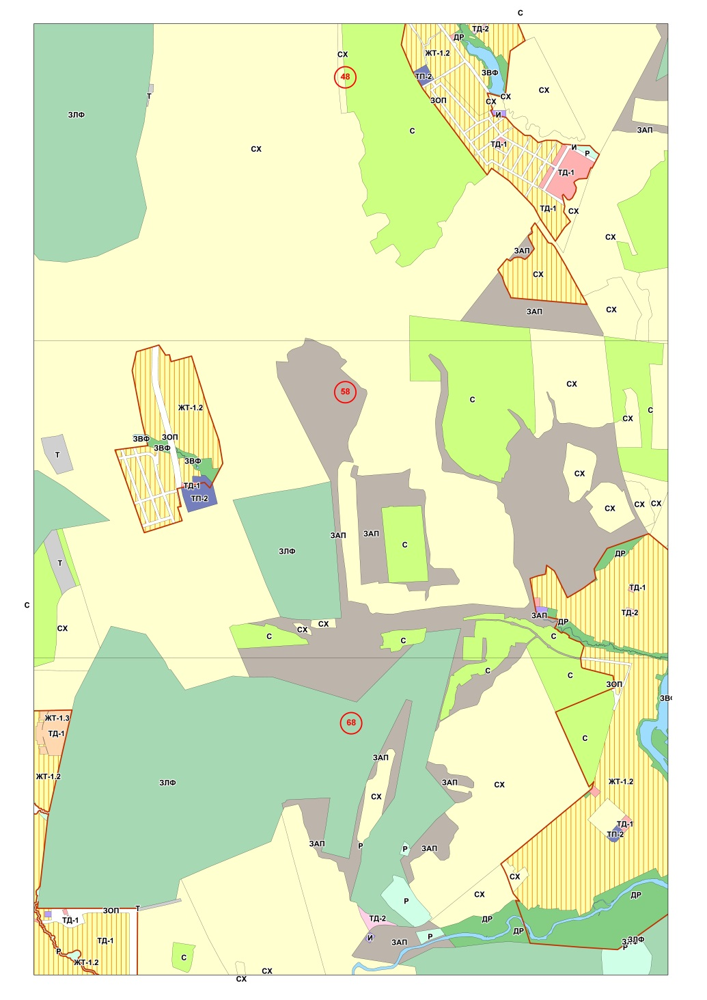 С
ТД-2
ДР
СХ
ЖТ-1.2
ЗВФ
48
ТП-2
СХ
СХ
Т
ЗОП
СХ
ЗЛФ
И
С
ЗАП
СХ
ТД-1
И
Р
ТД-1
ТД-1
СХ
СХ
ЗАП
СХ
СХ
ЗАП
58
СХ
С
ЖТ-1.2
С
СХ
ЗВФ
ЗОП
ЗВФ
Т
ЗВФ
СХ
ТД-1
ТП-2
СХ
СХ
СХ
ЗАП
ЗАП
С
ЗЛФ
ДР
Т
ТД-1
С
ТД-2
ЗАП
ДР
СХ
СХ
СХ
С
С
С
С
С
ЗОП
ЗВФ
ЖТ-1.3
68
ТД-1
С
ЗАП
ЖТ-1.2
ЗЛФ
ЗАП
СХ
ЖТ-1.2
СХ
ТД-1
ТП-2
ЗАП
Р
Р
ЗАП
СХ
СХ
ДР
Р
Т
ЗОП
ТД-1
ТД-2
ДР
ДР
И
Р
ЗАП
ТД-1
ЗЛФ
ЗЛФ
Р
Р
С
ЖТ-1.2
СХ
СХ